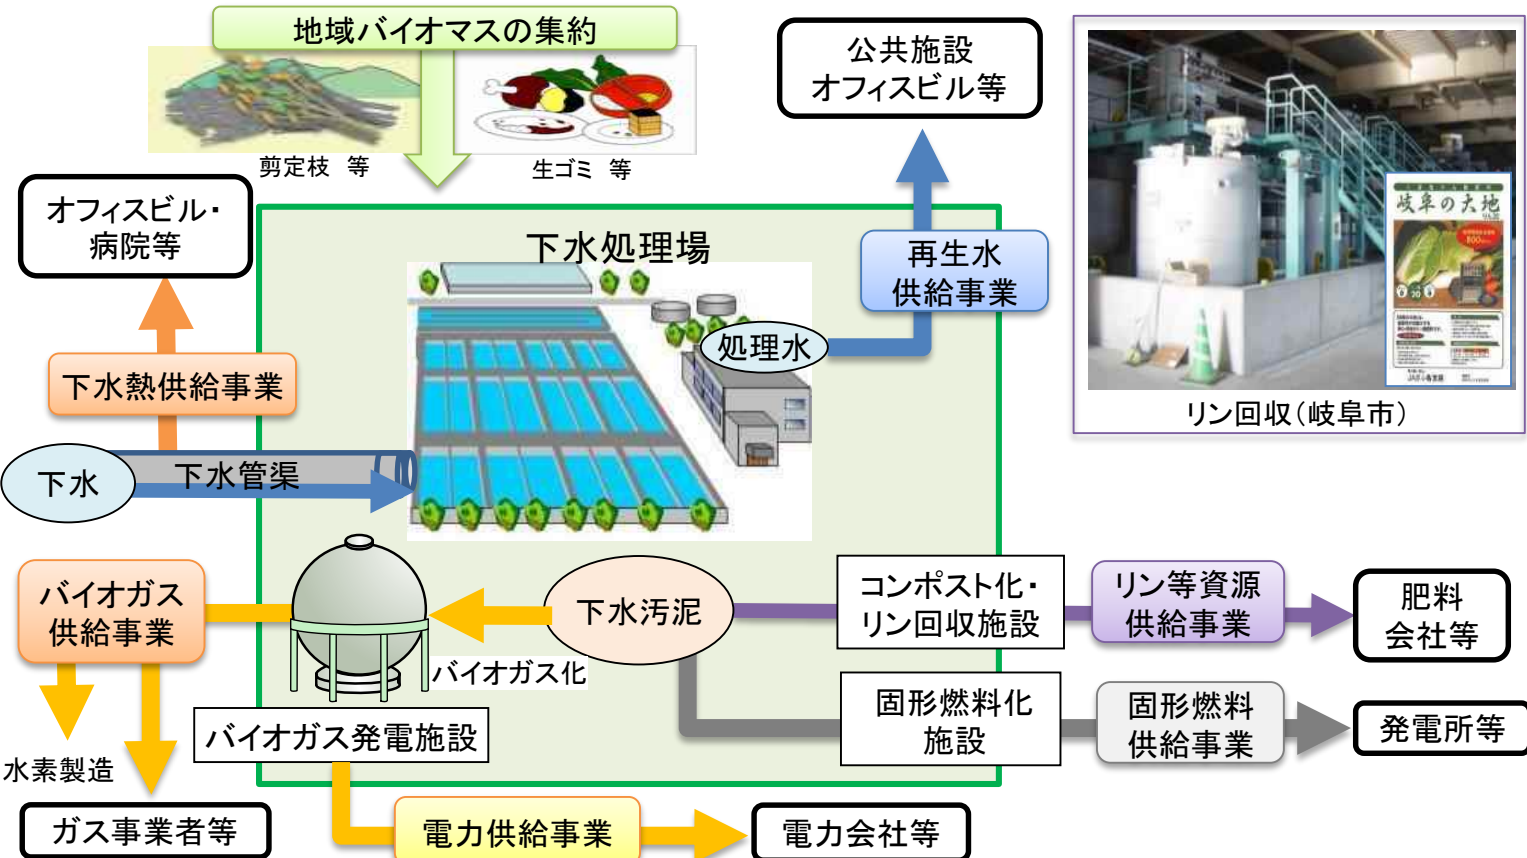 地域バイオマスの集約
剪定枝 等
生ゴミ 等
公共施設
オフィスビル等
オフィスビル・
病院等
下水処理場
再生水
供給事業
処理水
下水熱供給事業
下水
下水管渠
岐阜の大地
リン回収(岐阜市)
バイオガス
供給事業
下水汚泥
バイオガス化
コンポスト化・
リン回収施設
リン等資源
供給事業
肥料
会社等
固形燃料化
施設
固形燃料
供給事業
発電所等
バイオガス発電施設
水素製造
ガス事業者等
電力供給事業
電力会社等